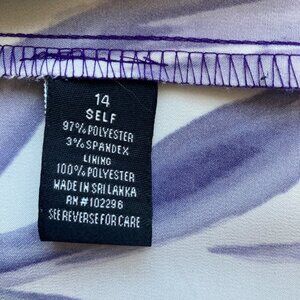 14
SELF
97% POLYESTER
3% SPANDEX
LINING
100% POLYESTER
MADE IN SRI LANKA
RN #102296
SEE REVERSE FOR CARE